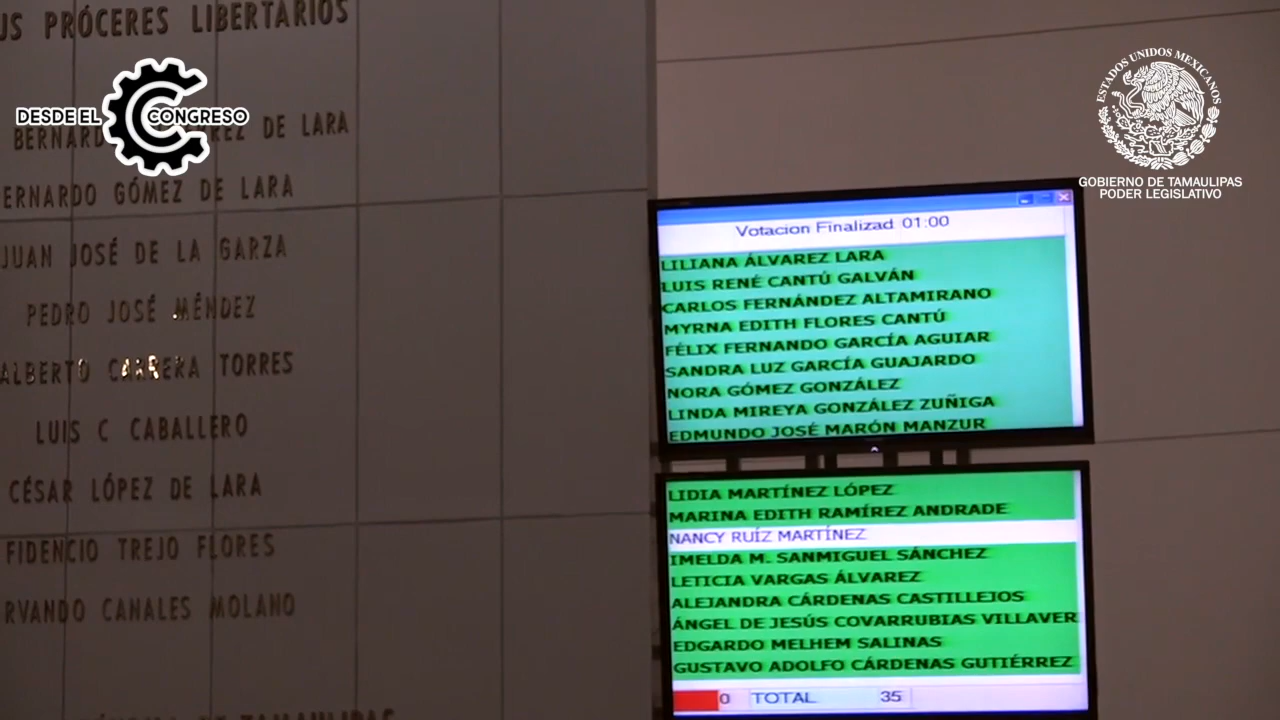 US PRÓCERES LIBERTARIOS
DESDE EL CONGRESO
DE LARA
BERNARDO GÓMEZ DE LARA
JUAN JOSÉ DE LA GARZA
PEDRO JOSÉ MÉNDEZ
ALBERTO CARRERA TORRES
LUIS C CABALLERO
CÉSAR LÓPEZ DE LARA
FIDENCIO TREJO FLORES
RVANDO CANALES MOLANO
ESTADOS UNIDOS MEXICANOS
GOBIERNO DE TAMAULIPAS
PODER LEGISLATIVO
Votacion Finalizad 01:00
LILIANA ÁLVAREZ LARA
LUIS RENÉ CANTÚ GALVÁN
CARLOS FERNÁNDEZ ALTAMIRANO
MYRNA EDITH FLORES CANTÚ
FÉLIX FERNANDO GARCÍA AGUIAR
SANDRA LUZ GARCÍA GUAJARDO
NORA GÓMEZ GONZÁLEZ
LINDA MIREYA GONZÁLEZ ZUÑIGA
EDMUNDO JOSÉ MARÓN MANZUR
LIDIA MARTÍNEZ LÓPEZ
MARINA EDITH RAMÍREZ ANDRADE
NANCY RUÍZ MARTÍNEZ
IMELDA M. SANMIGUEL SÁNCHEZ
LETICIA VARGAS ÁLVAREZ
ALEJANDRA CÁRDENAS CASTILLEJOS
ÁNGEL DE JESÚS COVARRUBIAS VILLAVER
EDGARDO MELHEM SALINAS
GUSTAVO ADOLFO CÁRDENAS GUTIÉRREZ
0 TOTAL 35